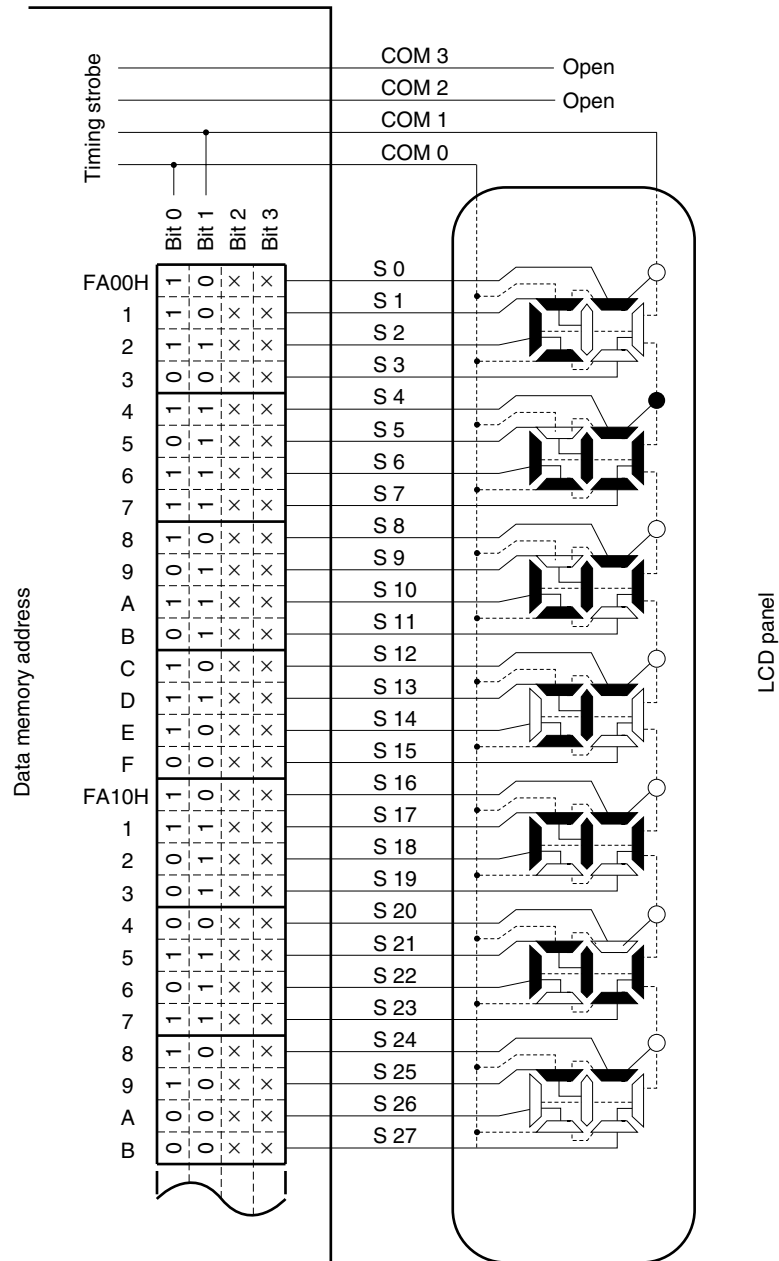 Timing strobe
COM 3
Open
COM 2
Open
COM 1
COM 0
Bit 0
Bit 1
Bit 2
Bit 3
Data memory address
LCD panel
FA00H 1 0 × × S 0
1 1 0 × × S 1
2 1 1 × × S 2
3 0 0 × × S 3
4 1 1 × × S 4
5 0 1 × × S 5
6 1 1 × × S 6
7 1 1 × × S 7
8 1 0 × × S 8
9 0 1 × × S 9
A 1 1 × × S 10
B 0 1 × × S 11
C 1 0 × × S 12
D 1 1 × × S 13
E 1 0 × × S 14
F 0 0 × × S 15
FA10H 1 0 × × S 16
1 1 1 × × S 17
2 0 1 × × S 18
3 0 1 × × S 19
4 0 0 × × S 20
5 1 1 × × S 21
6 0 1 × × S 22
7 1 1 × × S 23
8 1 0 × × S 24
9 1 0 × × S 25
A 0 0 × × S 26
B 0 0 × × S 27